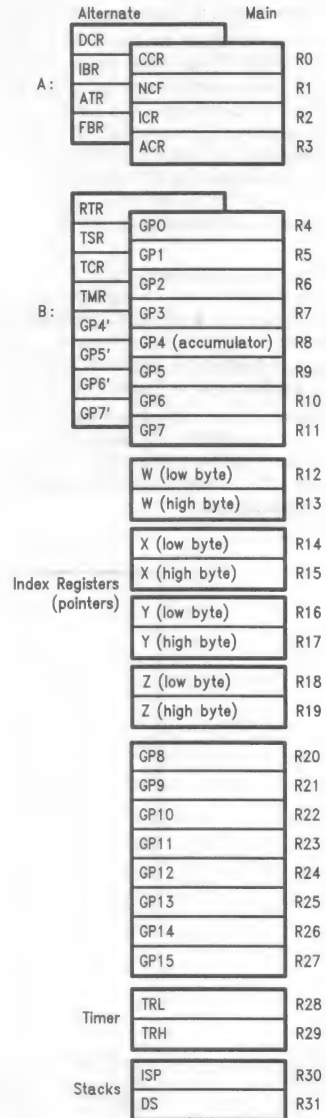 Alternate Main
DCR
CCR R0
IBR
NCF R1
A:
ATR
ICR R2
FBR
ACR R3
RTR
GP0 R4
TSR
GP1 R5
TCR
GP2 R6
TMR
GP3 R7
B:
GP4'
GP4 (accumulator) R8
GP5'
GP5 R9
GP6'
GP6 R10
GP7'
GP7 R11
W (low byte) R12
W (high byte) R13
X (low byte) R14
X (high byte) R15
Index Registers
(pointers)
Y (low byte) R16
Y (high byte) R17
Z (low byte) R18
Z (high byte) R19
GP8 R20
GP9 R21
GP10 R22
GP11 R23
GP12 R24
GP13 R25
GP14 R26
GP15 R27
Timer
TRL R28
TRH R29
Stacks
ISP R30
DS R31